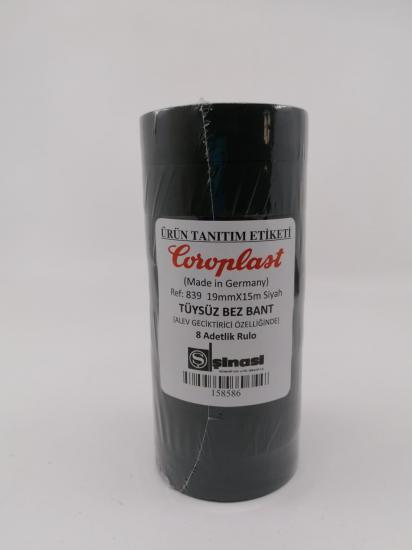 ÜRÜN TANITIM ETİKETİ
Coroplast
(Made in Germany)
Ref: 839 19mmX15m Siyah
TÜYSÜZ BEZ BANT
(ALEV GECİKTİRİCİ ÖZELLİĞİNDE)
8 Adetlik Rulo
S şinasi
158586